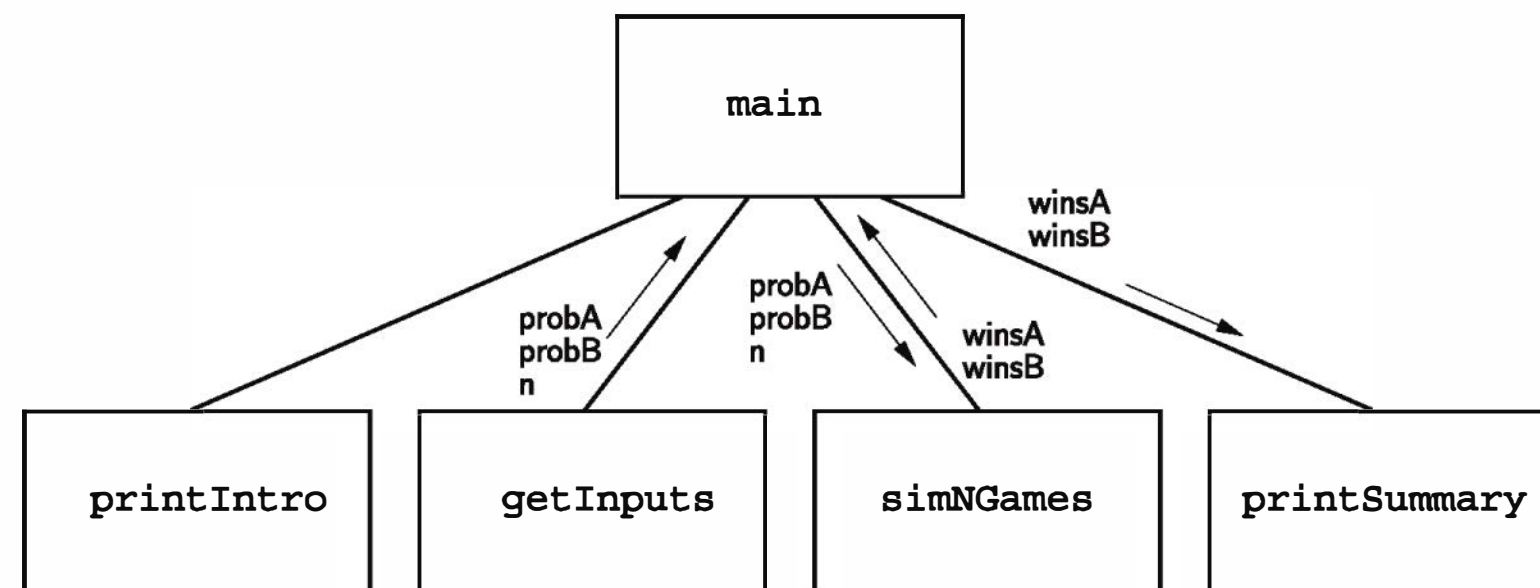 main
winsA
winsB
probA
probB
n
probA
probB
n
winsA
winsB
printIntro
getInputs
simNGames
printSummary